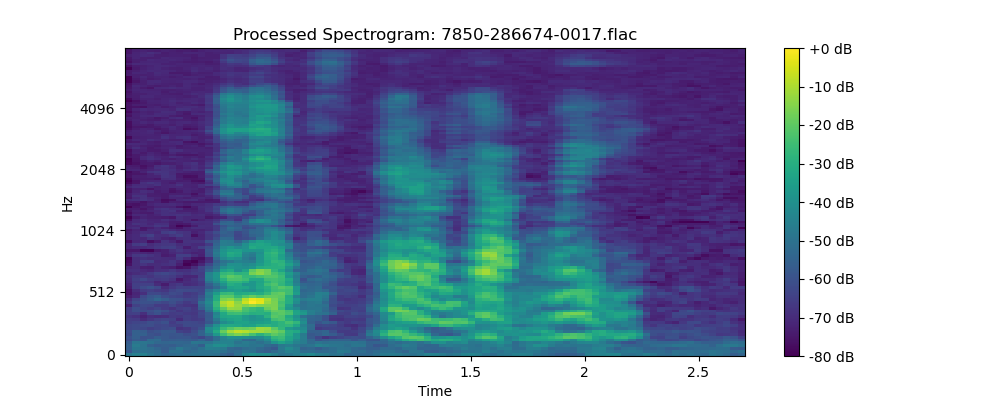 Processed Spectrogram: 7850-286674-0017.flac
Hz
4096
2048
1024
512
0
0
0.5
1
1.5
2
2.5
Time
+0 dB
-10 dB
-20 dB
-30 dB
-40 dB
-50 dB
-60 dB
-70 dB
-80 dB